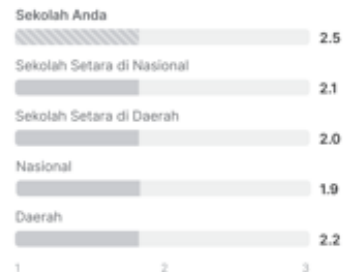 Sekolah Anda
2.5
Sekolah Setara di Nasional
2.1
Sekolah Setara di Daerah
2.0
Nasional
1.9
Daerah
2.2
1 2 3